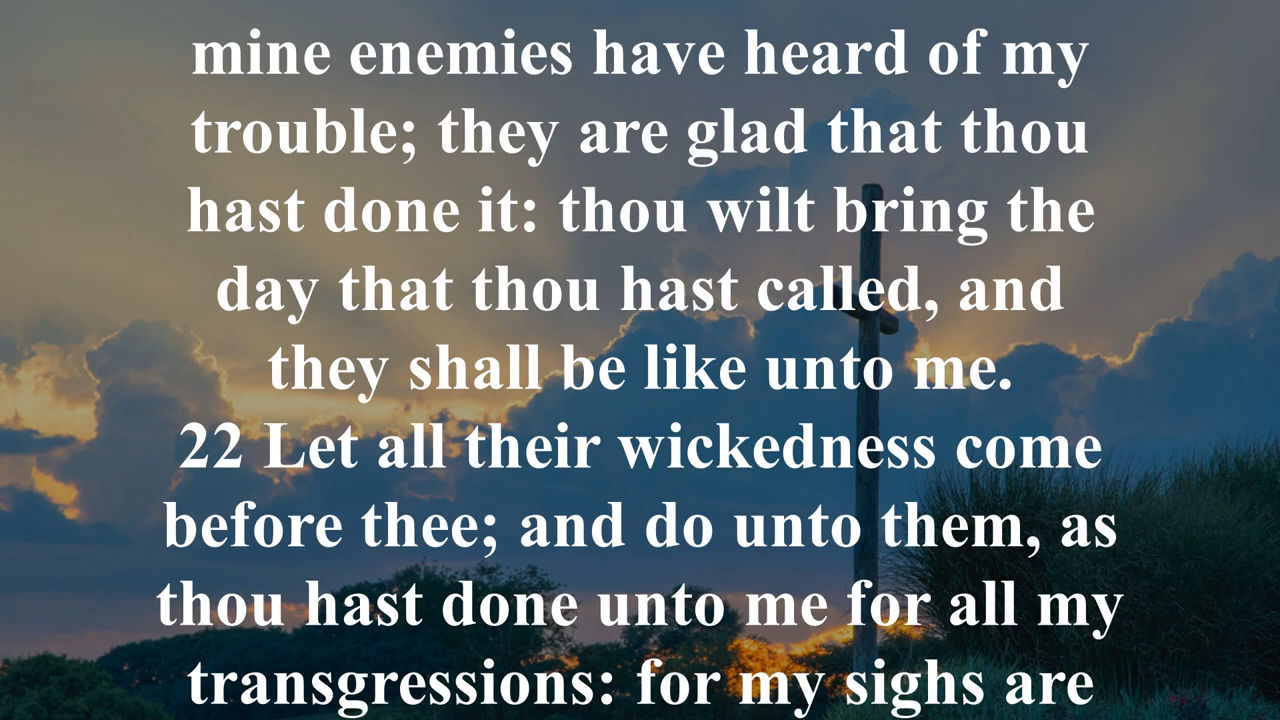 mine enemies have heard of my
trouble; they are glad that thou
hast done it: thou wilt bring the
day that thou hast called, and
they shall be like unto me.
22 Let all their wickedness come
before thee; and do unto them, as
thou hast done unto me for all my
transgressions: for my sighs are